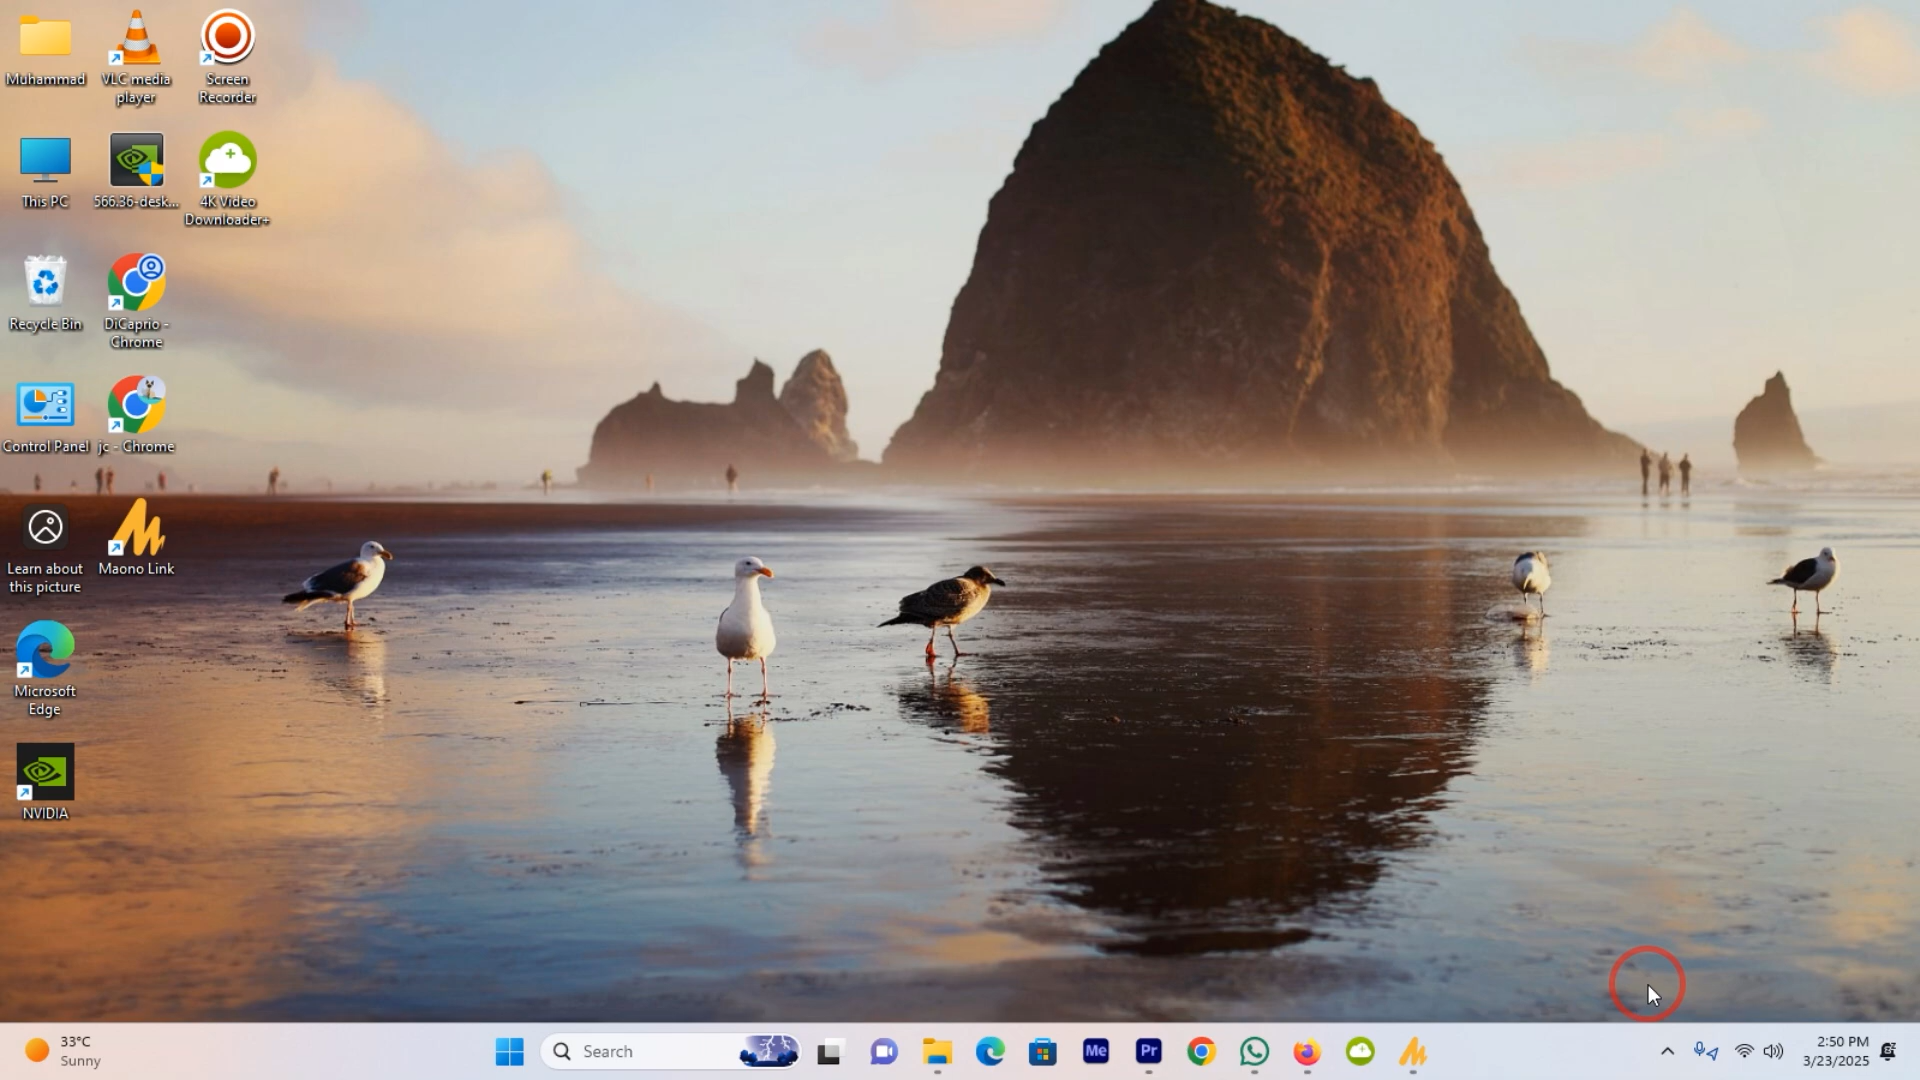 Muhammad
VLC media
player
Screen
Recorder
This PC
566.36-desk...
4K Video
Downloader+
Recycle Bin
DiCaprio -
Chrome
Control Panel
jc - Chrome
Learn about
this picture
Maono Link
Microsoft
Edge
NVIDIA
33°C
Sunny
Search
Me
Pr
2:50 PM
3/23/2025